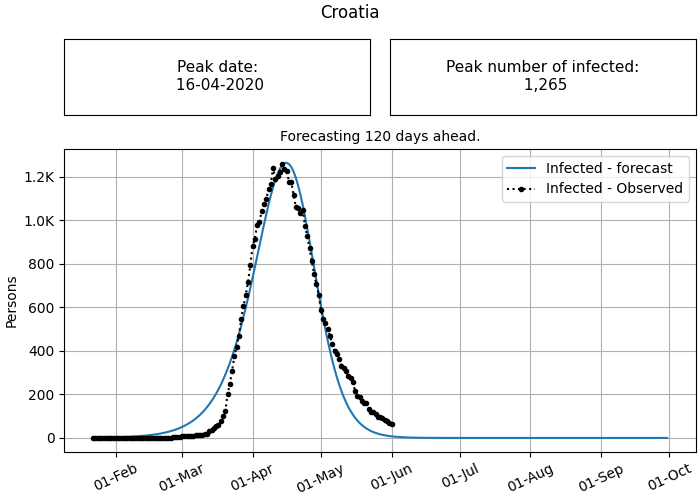 Croatia
Peak date:
16-04-2020
Peak number of infected:
1,265
Forecasting 120 days ahead.
Infected - forecast
Infected - Observed
Persons
1.2K
1.0K
800
600
400
200
0
01-Feb
01-Mar
01-Apr
01-May
01-Jun
01-Jul
01-Aug
01-Sep
01-Oct